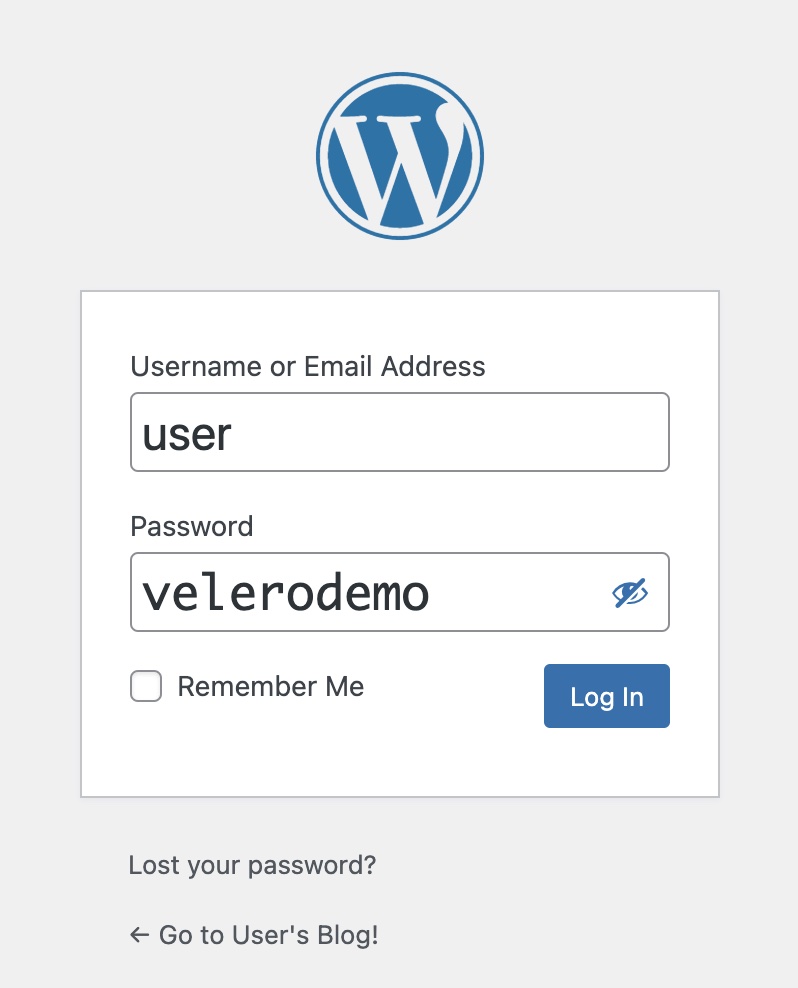 Username or Email Address
user
Password
velerodemo
Remember Me
Log In
Lost your password?
← Go to User's Blog!